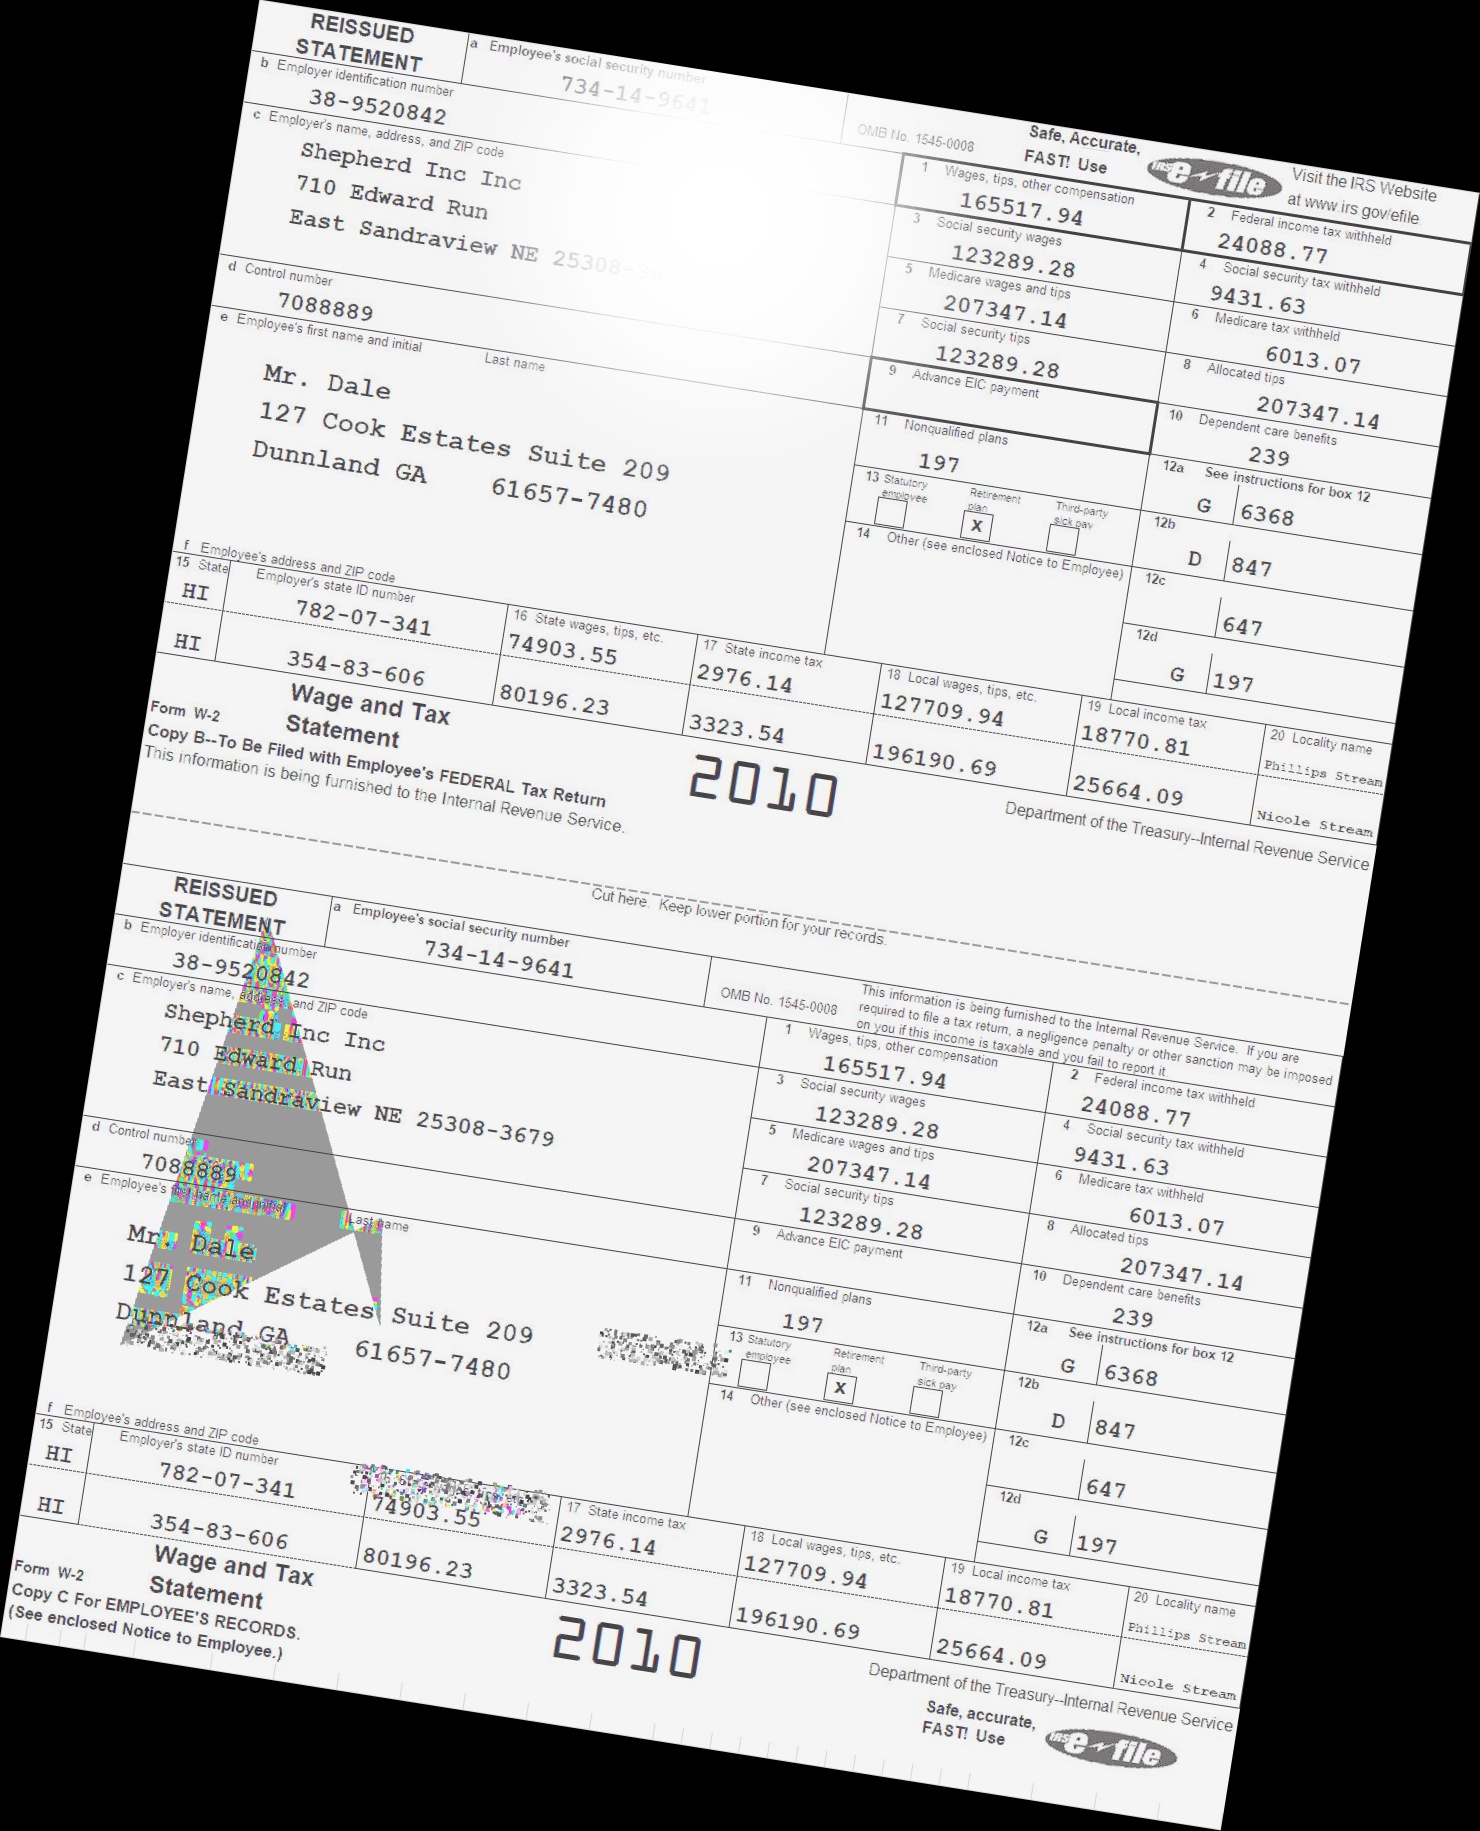 REISSUED
STATEMENT
a Employee's social security number
734-14-9641
OMB No. 1545-0008
Safe, Accurate,
FAST! Use
IRS e-file
Visit the IRS Website
at www.irs.gov/efile.
b Employer identification number
38-9520842
c Employer's name, address, and ZIP code
Shepherd Inc Inc
710 Edward Run
East Sandraview NE 25308-
1 Wages, tips, other compensation
165517.94
2 Federal income tax withheld
24088.77
3 Social security wages
123289.28
4 Social security tax withheld
9431.63
5 Medicare wages and tips
207347.14
6 Medicare tax withheld
6013.07
d Control number
7088889
7 Social security tips
123289.28
8 Allocated tips
207347.14
e Employee's first name and initial Last name
Mr. Dale
127 Cook Estates Suite 209
Dunnland GA 61657-7480
9 Advance EIC payment
10 Dependent care benefits
239
11 Nonqualified plans
197
12a See instructions for box 12
G 6368
13 Statutory employee Retirement plan Third-party sick pay
X
12b
D 847
14 Other (see enclosed Notice to Employee)
12c
647
12d
G 197
f Employee's address and ZIP code
15 State Employer's state ID number
HI 782-07-341
HI 354-83-606
16 State wages, tips, etc.
74903.55
80196.23
17 State income tax
2976.14
3323.54
18 Local wages, tips, etc.
127709.94
196190.69
19 Local income tax
18770.81
25664.09
20 Locality name
Phillips Stream
Nicole Stream
Form W-2
Wage and Tax
Statement
2010
Copy B--To Be Filed with Employee's FEDERAL Tax Return
This information is being furnished to the Internal Revenue Service.
Department of the Treasury--Internal Revenue Service
Cut here. Keep lower portion for your records.
REISSUED
STATEMENT
a Employee's social security number
734-14-9641
OMB No. 1545-0008
This information is being furnished to the Internal Revenue Service. If you are
required to file a tax return, a negligence penalty or other sanction may be imposed
on you if this income is taxable and you fail to report it.
b Employer identification number
38-9520842
c Employer's name, address, and ZIP code
Shepherd Inc Inc
710 Edward Run
East Sandraview NE 25308-3679
1 Wages, tips, other compensation
165517.94
2 Federal income tax withheld
24088.77
3 Social security wages
123289.28
4 Social security tax withheld
9431.63
5 Medicare wages and tips
207347.14
6 Medicare tax withheld
6013.07
d Control number
7088889
7 Social security tips
123289.28
8 Allocated tips
207347.14
e Employee's first name and initial Last name
Mr. Dale
127 Cook Estates Suite 209
Dunnland GA 61657-7480
9 Advance EIC payment
10 Dependent care benefits
239
11 Nonqualified plans
197
12a See instructions for box 12
G 6368
13 Statutory employee Retirement plan Third-party sick pay
X
12b
D 847
14 Other (see enclosed Notice to Employee)
12c
647
12d
G 197
f Employee's address and ZIP code
15 State Employer's state ID number
HI 782-07-341
HI 354-83-606
74903.55
80196.23
17 State income tax
2976.14
3323.54
18 Local wages, tips, etc.
127709.94
196190.69
19 Local income tax
18770.81
25664.09
20 Locality name
Phillips Stream
Nicole Stream
Form W-2
Wage and Tax
Statement
2010
Copy C For EMPLOYEE'S RECORDS.
(See enclosed Notice to Employee.)
Department of the Treasury--Internal Revenue Service
Safe, accurate,
FAST! Use
IRS e-file